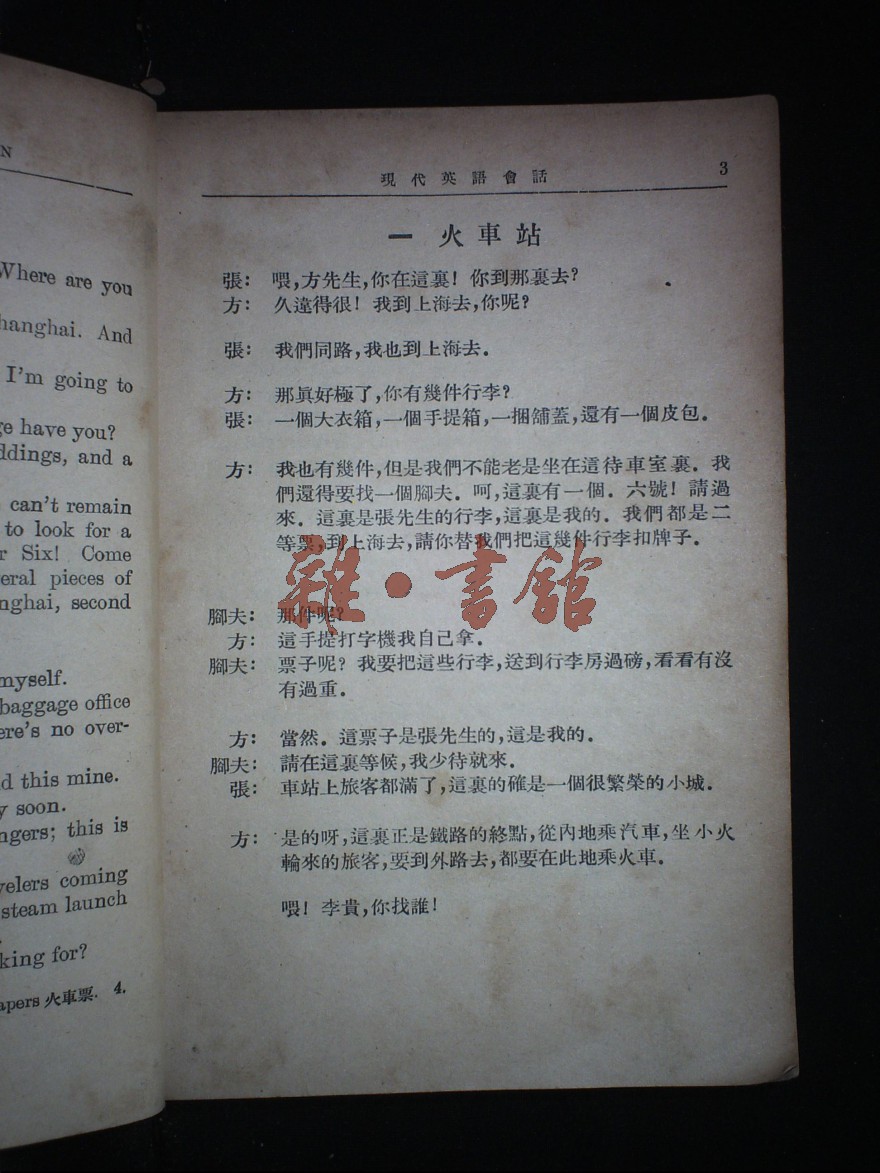 N
Where are you
hanghai. And
I'm going to
ge have you?
ddings, and a
can't remain
to look for a
r Six! Come
eral pieces of
nghai, second
myself.
baggage office
ere's no over-
d this mine.
y soon.
ngers; this is
velers coming
steam launch
king for?
apers 火車票. 4.
現代英語會話 3
一 火車站
張: 喂,方先生,你在這裏! 你到那裏去?
方: 久違得很! 我到上海去,你呢?
張: 我們同路,我也到上海去.
方: 那眞好極了,你有幾件行李?
張: 一個大衣箱,一個手提箱,一捆舖蓋,還有一個皮包.
方: 我也有幾件,但是我們不能老是坐在這待車室裏. 我
們還得要找一個腳夫. 呵,這裏有一個. 六號! 請過
來. 這裏是張先生的行李,這裏是我的. 我們都是二
等票,到上海去,請你替我們把這幾件行李扣牌子.
雜·書館
腳夫: 那件呢?
方: 這手提打字機我自己拿.
腳夫: 票子呢? 我要把這些行李,送到行李房過磅,看看有沒
有過重.
方: 當然. 這票子是張先生的,這是我的.
腳夫: 請在這裏等候,我少待就來.
張: 車站上旅客都滿了,這裏的確是一個很繁榮的小城.
方: 是的呀,這裏正是鐵路的終點,從內地乘汽車,坐小火
輪來的旅客,要到外路去,都要在此地乘火車.
喂! 李貴,你找誰!